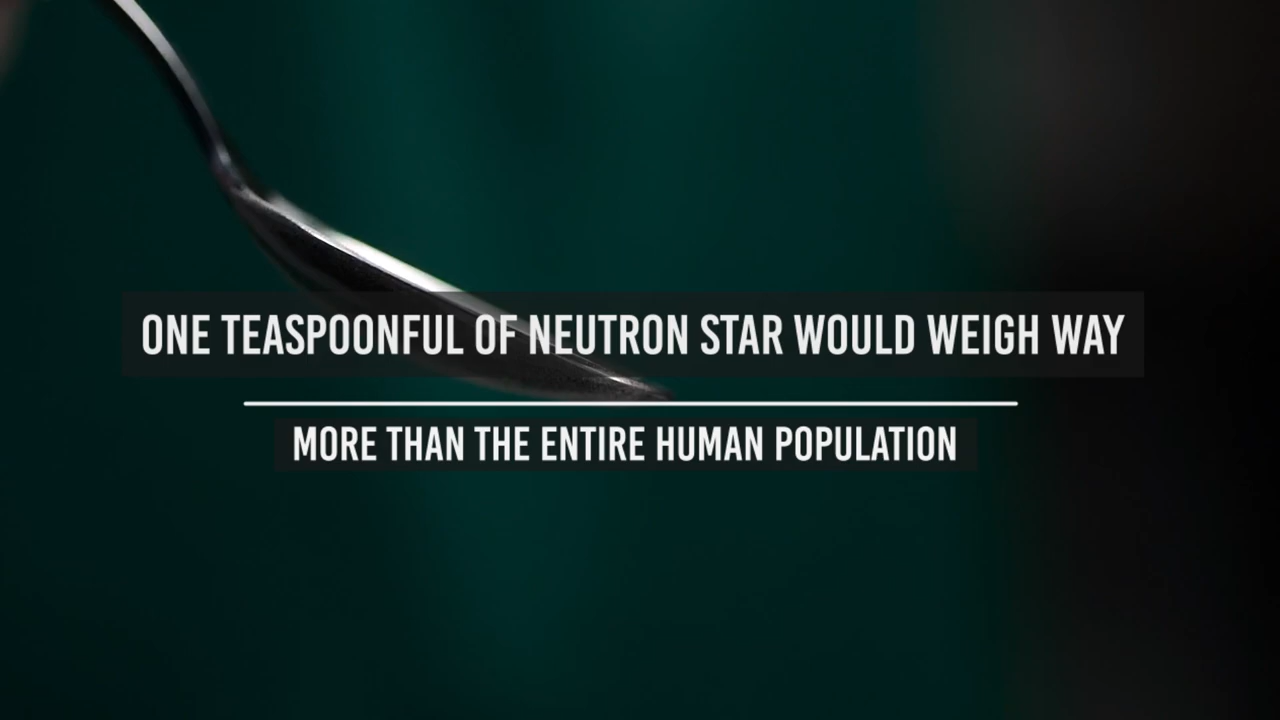 ONE TEASPOONFUL OF NEUTRON STAR WOULD WEIGH WAY
MORE THAN THE ENTIRE HUMAN POPULATION